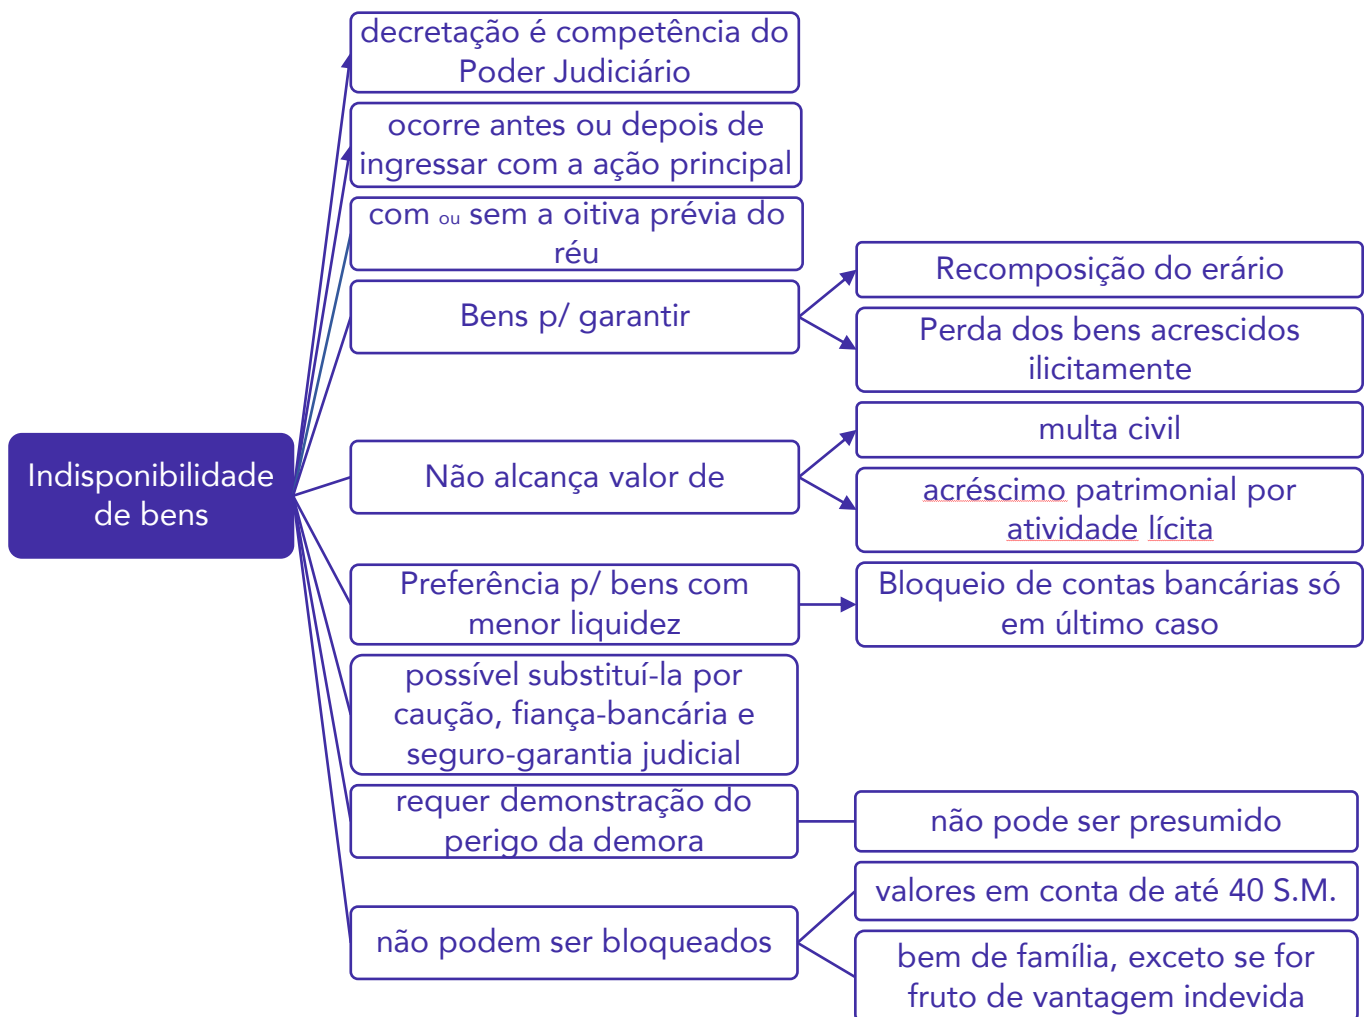 decretação é competência do
Poder Judiciário
ocorre antes ou depois de
ingressar com a ação principal
com ou sem a oitiva prévia do
réu
Bens p/ garantir
Recomposição do erário
Perda dos bens acrescidos
ilicitamente
Indisponibilidade
de bens
Não alcança valor de
multa civil
acréscimo patrimonial por
atividade lícita
Preferência p/ bens com
menor liquidez
Bloqueio de contas bancárias só
em último caso
possível substituí-la por
caução, fiança-bancária e
seguro-garantia judicial
requer demonstração do
perigo da demora
não pode ser presumido
não podem ser bloqueados
valores em conta de até 40 S.M.
bem de família, exceto se for
fruto de vantagem indevida